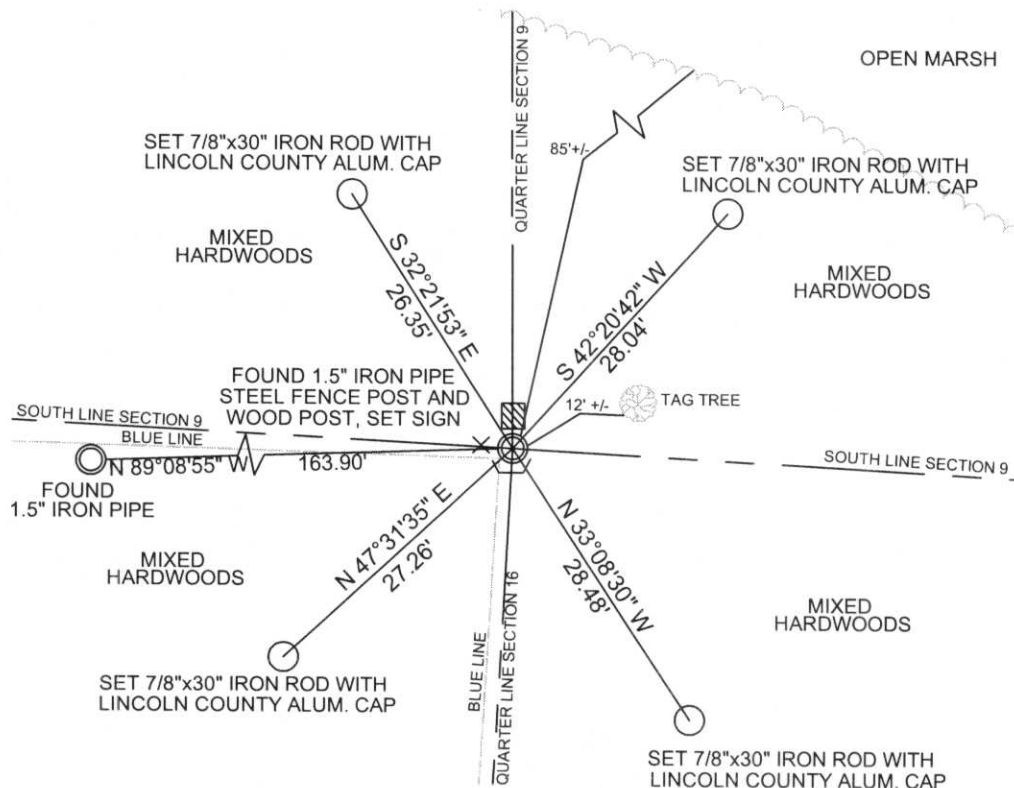 QUARTER LINE SECTION 9
OPEN MARSH
SET 7/8"x30" IRON ROD WITH
LINCOLN COUNTY ALUM. CAP
85'+/-
SET 7/8"x30" IRON ROD WITH
LINCOLN COUNTY ALUM. CAP
MIXED
HARDWOODS
S 32°21'53" E
26.35'
S 42°20'42" W
28.04'
MIXED
HARDWOODS
FOUND 1.5" IRON PIPE
STEEL FENCE POST AND
WOOD POST, SET SIGN
12' +/-
TAG TREE
SOUTH LINE SECTION 9
BLUE LINE
N 89°08'55" W
163.90'
SOUTH LINE SECTION 9
FOUND
1.5" IRON PIPE
N 47°31'35" E
27.26'
N 33°08'30" W
28.48'
MIXED
HARDWOODS
MIXED
HARDWOODS
BLUE LINE
QUARTER LINE SECTION 16
SET 7/8"x30" IRON ROD WITH
LINCOLN COUNTY ALUM. CAP
SET 7/8"x30" IRON ROD WITH
LINCOLN COUNTY ALUM. CAP